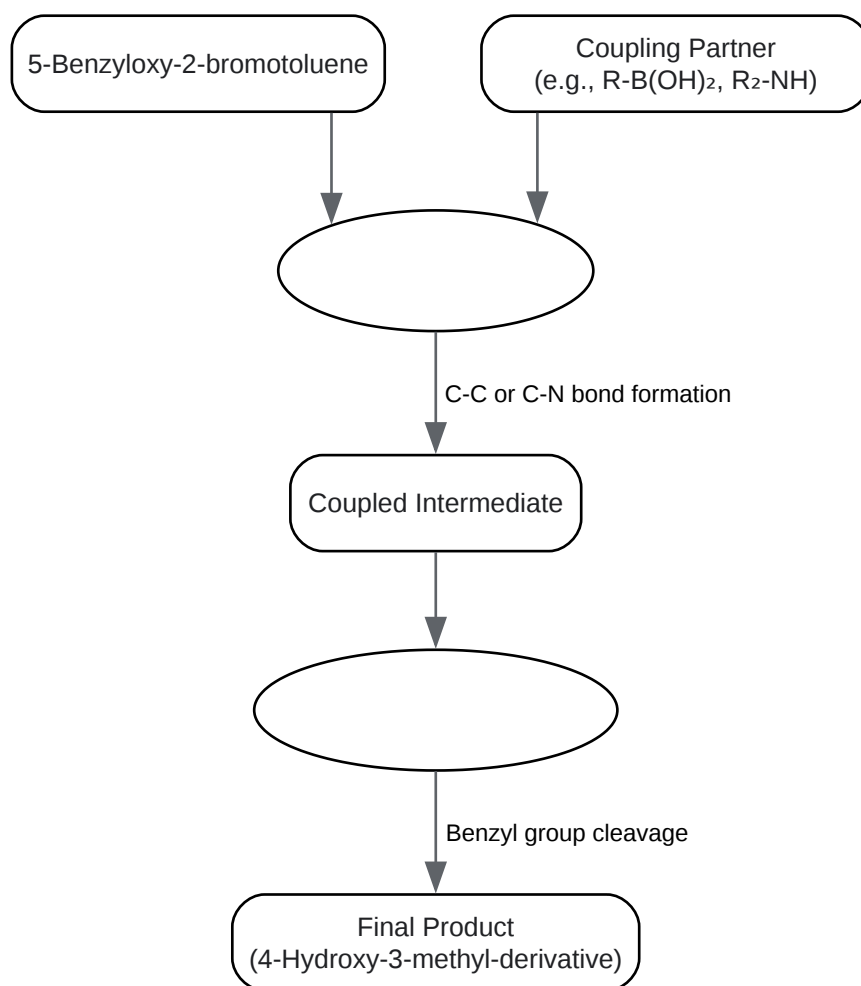 5-Benzyloxy-2-bromotoluene
Coupling Partner
(e.g., R-B(OH)₂, R₂-NH)
C-C or C-N bond formation
Coupled Intermediate
Benzyl group cleavage
Final Product
(4-Hydroxy-3-methyl-derivative)